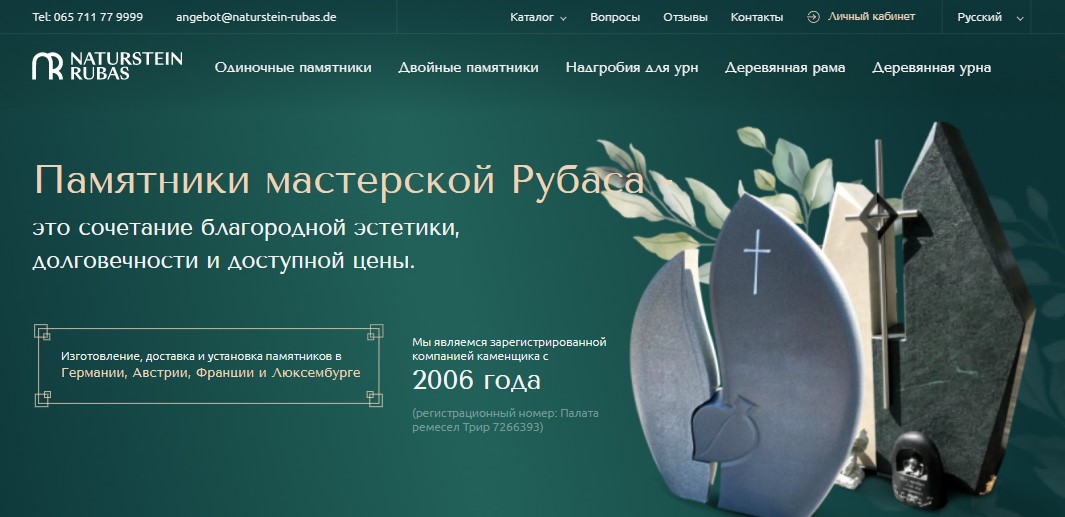 Tel: 065 711 77 9999
angebot@naturstein-rubas.de
Каталог
Вопросы
Отзывы
Контакты
Личный кабинет
Русский
NATURSTEIN
RUBAS
Одиночные памятники
Двойные памятники
Надгробия для урн
Деревянная рама
Деревянная урна
Памятники мастерской Рубаса -
это сочетание благородной эстетики,
долговечности и доступной цены.
Изготовление, доставка и установка памятников в
Германии, Австрии, Франции и Люксембурге
Мы являемся зарегистрированной
компанией каменщика с
2006 года
(регистрационный номер: Палата
ремесел Трир 7266393)